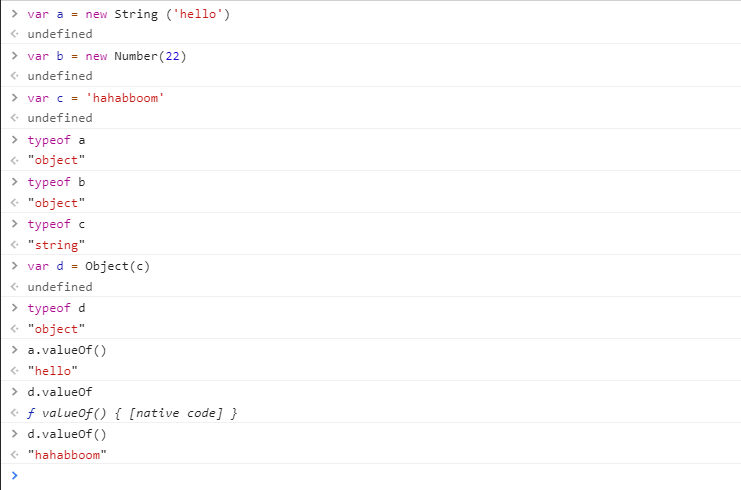 > var a = new String ('hello')
<· undefined
> var b = new Number(22)
<· undefined
> var c = 'hahabboom'
<· undefined
> typeof a
<· "object"
> typeof b
<· "object"
> typeof c
<· "string"
> var d = Object(c)
<· undefined
> typeof d
<· "object"
> a.valueOf()
<· "hello"
> d.valueOf
<· ƒ valueOf() { [native code] }
> d.valueOf()
<· "hahabboom"
>